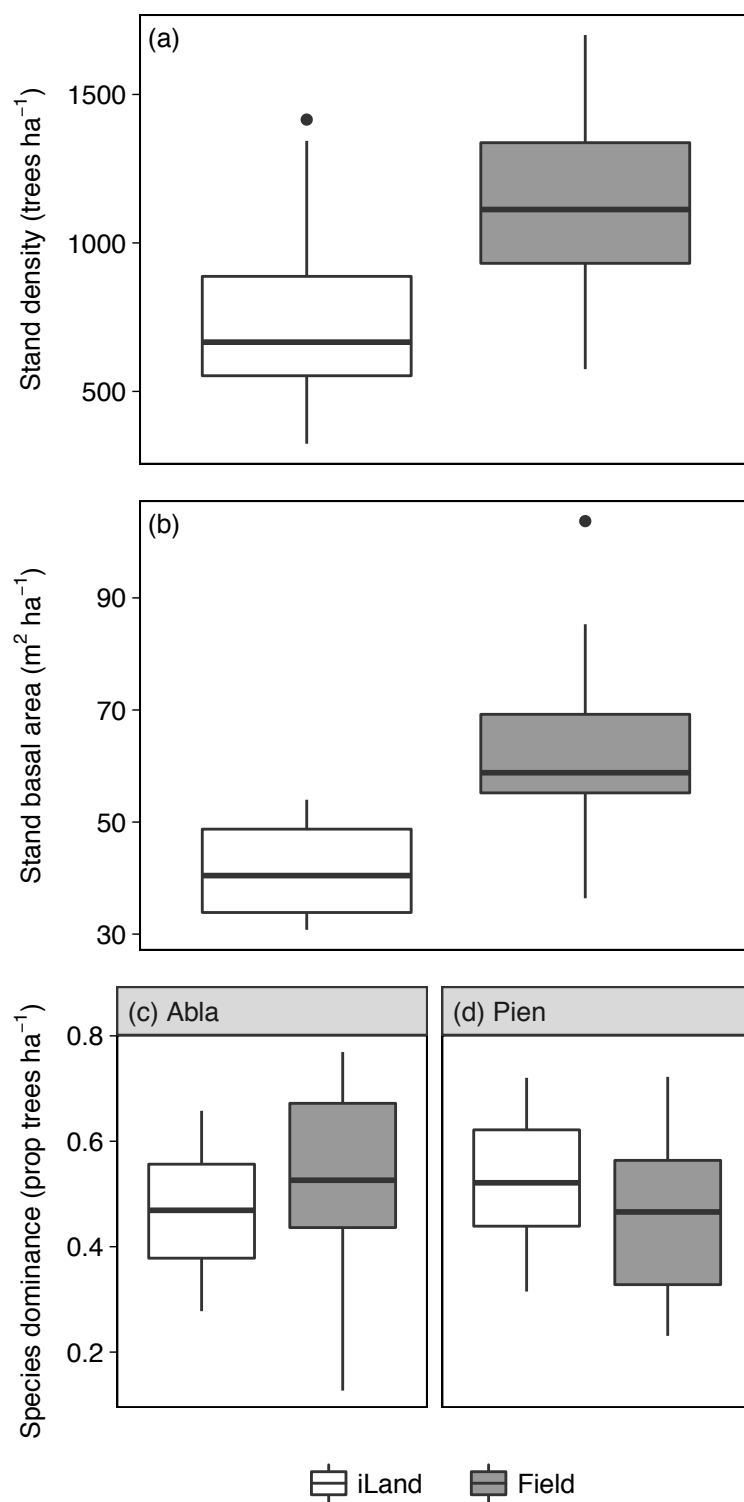 (a)
Stand density (trees ha⁻¹)
1500
1000
500
(b)
Stand basal area (m² ha⁻¹)
90
70
50
30
(c) Abla
(d) Pien
Species dominance (prop trees ha⁻¹)
0.8
0.6
0.4
0.2
iLand
Field